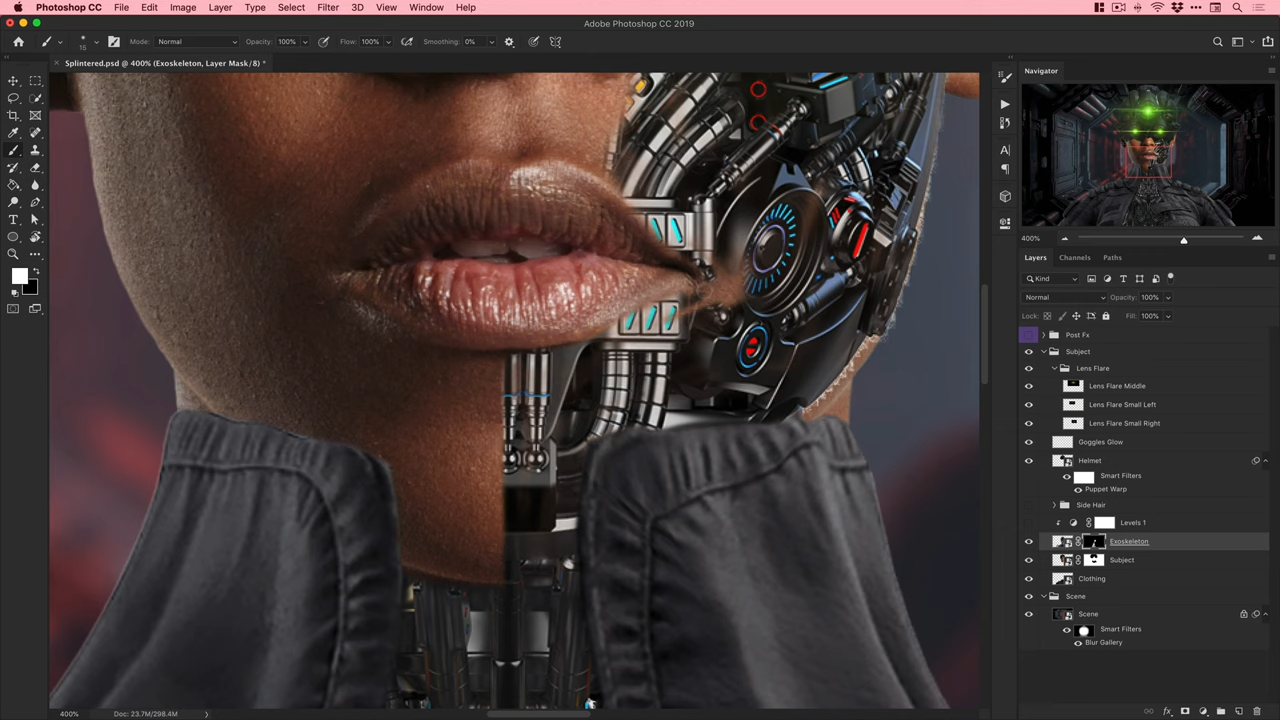 Photoshop CC File Edit Image Layer Type Select Filter 3D View Window Help
Adobe Photoshop CC 2019
15 Mode: Normal Opacity: 100% Flow: 100% Smoothing: 0%
× Splintered.psd @ 400% (Exoskeleton, Layer Mask/8) *
Navigator
400%
Layers Channels Paths
Kind
Normal Opacity: 100%
Lock: Fill: 100%
Post Fx
Subject
Lens Flare
Lens Flare Middle
Lens Flare Small Left
Lens Flare Small Right
Goggles Glow
Helmet
Smart Filters
Puppet Warp
Side Hair
Levels 1
Exoskeleton
Subject
Clothing
Scene
Scene
Smart Filters
Blur Gallery
400% Doc: 23.7M/298.4M